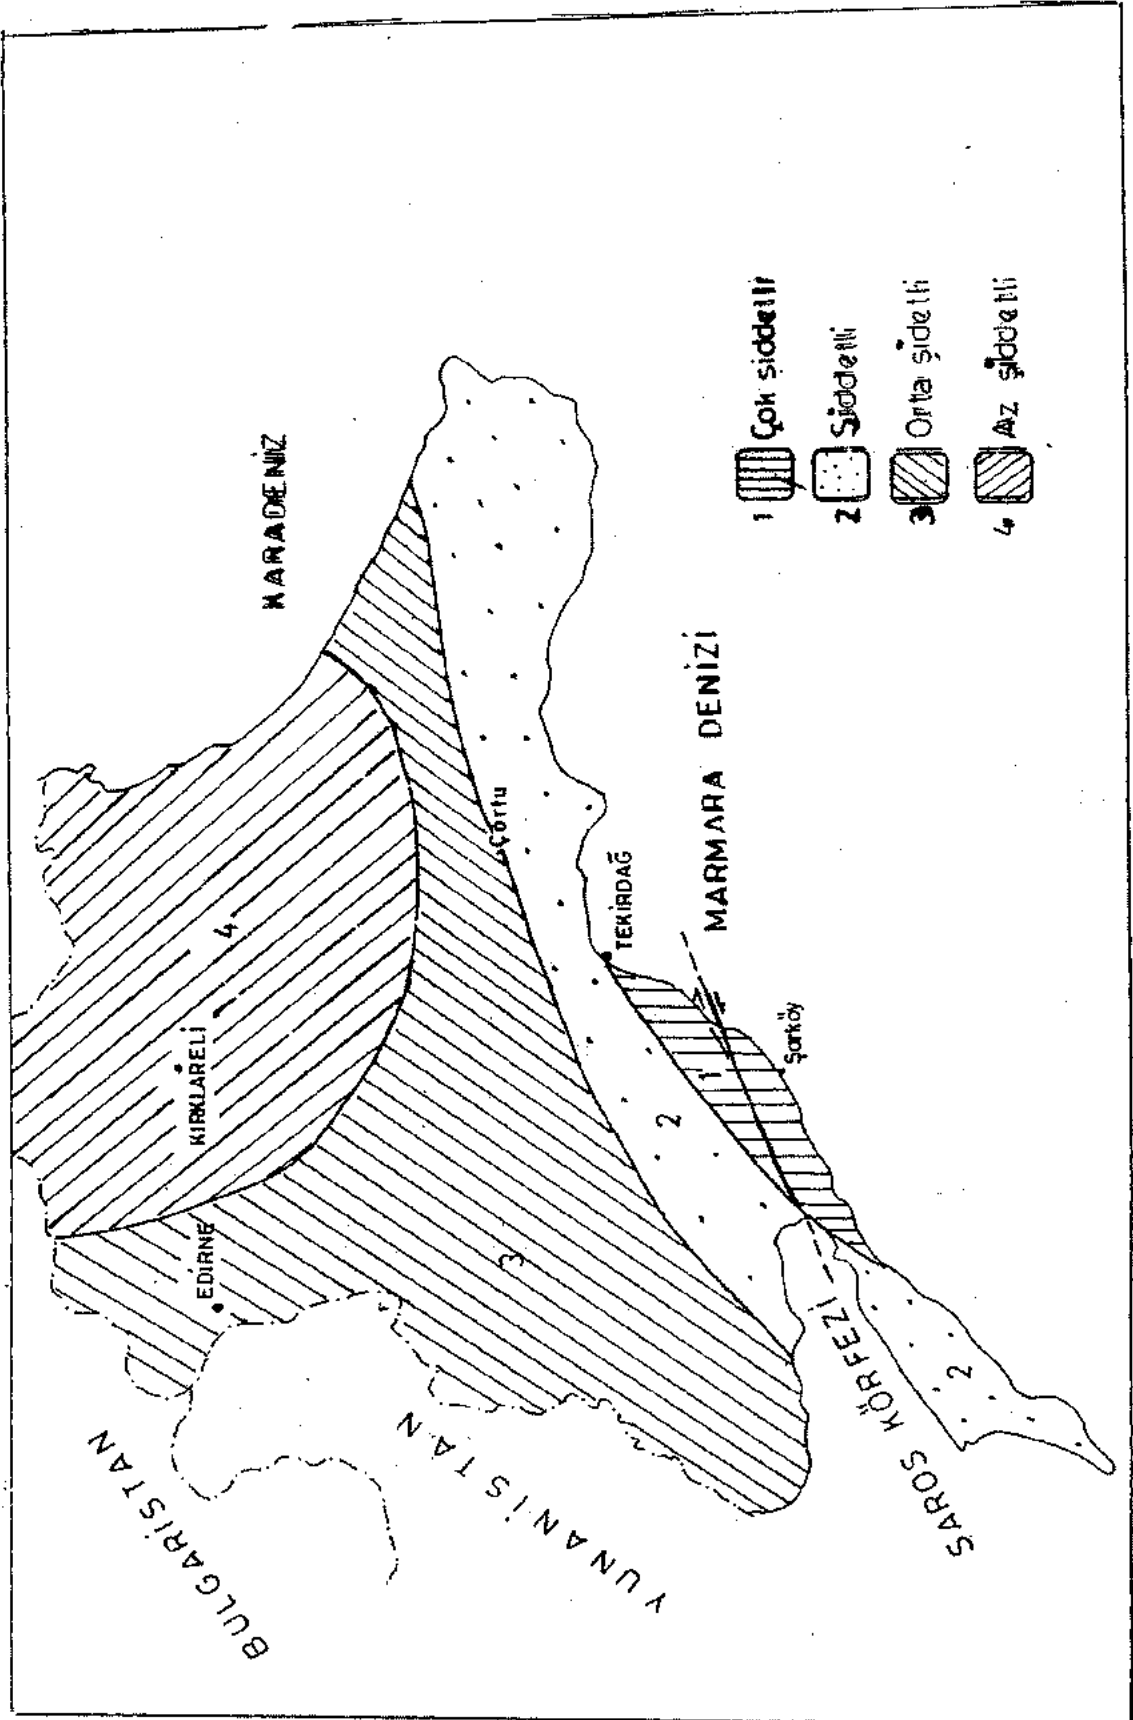 BULGARİSTAN
YUNANİSTAN
KARADENİZ
4
KIRKLARELİ
EDİRNE
3
Çorlu
2
TEKİRDAĞ
MARMARA DENİZİ
1
Şarköy
SAROS KÖRFEZİ
2
1 Çok şiddetli
2 Şiddetli
3 Orta şidetli
4 Az şiddetli